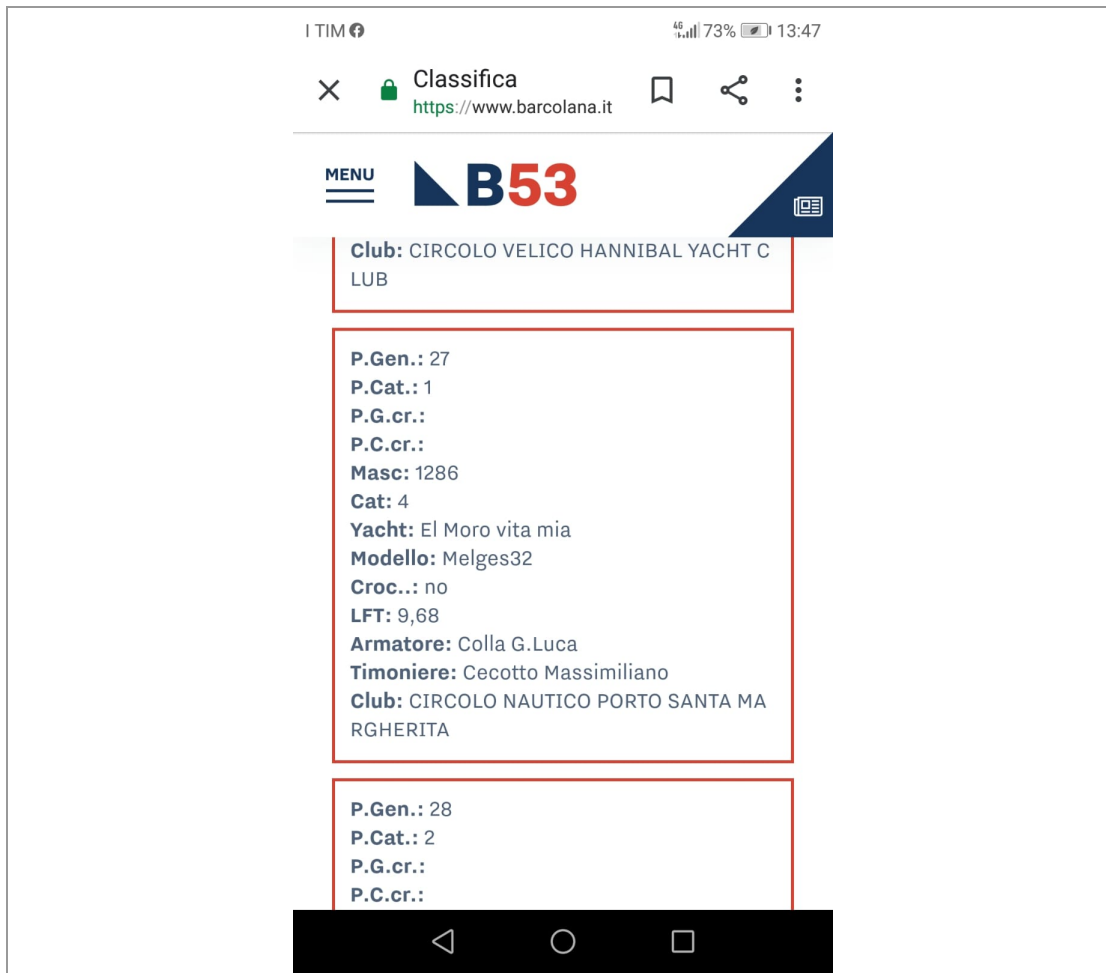 I TIM
4G 73% 13:47
Classifica
https://www.barcolana.it
MENU
B53
Club: CIRCOLO VELICO HANNIBAL YACHT C
LUB
P.Gen.: 27
P.Cat.: 1
P.G.cr.:
P.C.cr.:
Masc: 1286
Cat: 4
Yacht: El Moro vita mia
Modello: Melges32
Croc..: no
LFT: 9,68
Armatore: Colla G.Luca
Timoniere: Cecotto Massimiliano
Club: CIRCOLO NAUTICO PORTO SANTA MA
RGHERITA
P.Gen.: 28
P.Cat.: 2
P.G.cr.:
P.C.cr.: